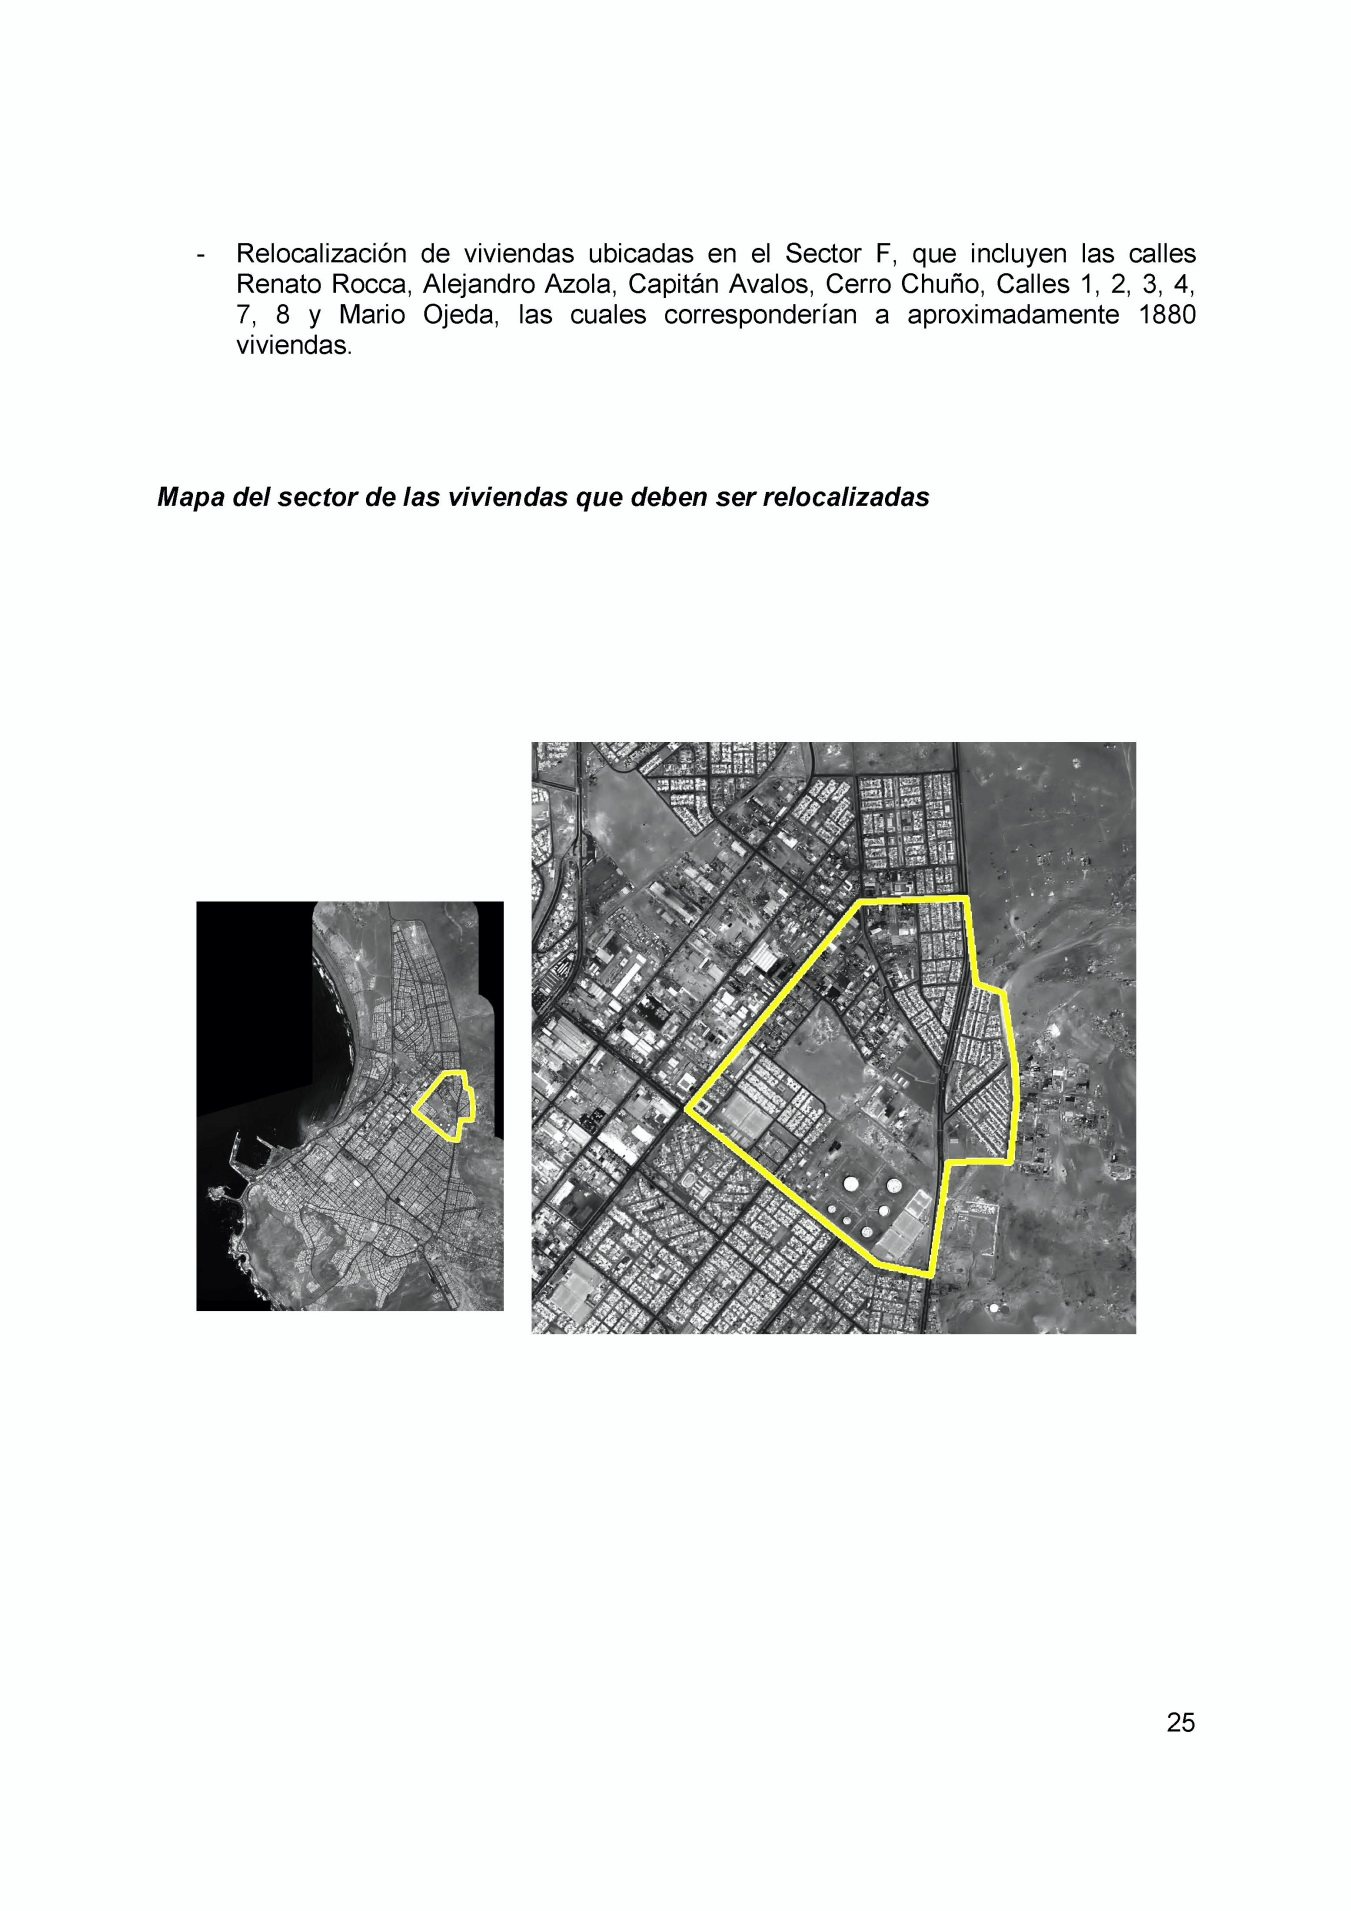 - Relocalización de viviendas ubicadas en el Sector F, que incluyen las calles
Renato Rocca, Alejandro Azola, Capitán Avalos, Cerro Chuño, Calles 1, 2, 3, 4,
7, 8 y Mario Ojeda, las cuales corresponderían a aproximadamente 1880
viviendas.
Mapa del sector de las viviendas que deben ser relocalizadas
25